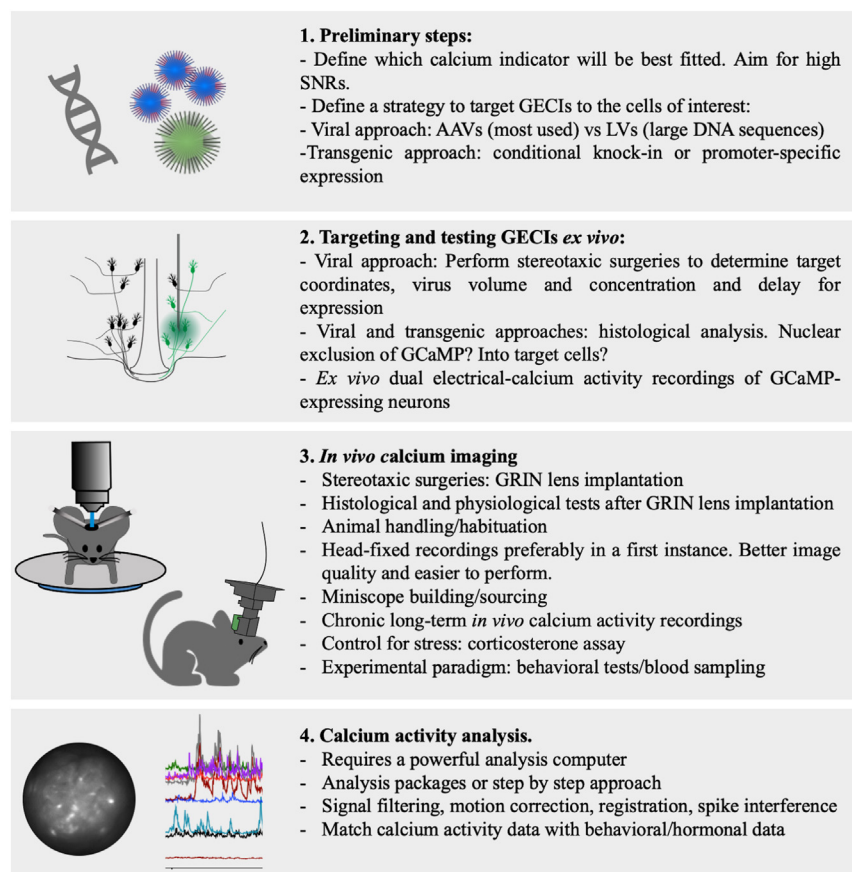 1. Preliminary steps:
- Define which calcium indicator will be best fitted. Aim for high
SNRs.
- Define a strategy to target GECIs to the cells of interest:
- Viral approach: AAVs (most used) vs LVs (large DNA sequences)
-Transgenic approach: conditional knock-in or promoter-specific
expression
2. Targeting and testing GECIs ex vivo:
- Viral approach: Perform stereotaxic surgeries to determine target
coordinates, virus volume and concentration and delay for
expression
- Viral and transgenic approaches: histological analysis. Nuclear
exclusion of GCaMP? Into target cells?
- Ex vivo dual electrical-calcium activity recordings of GCaMP-
expressing neurons
3. In vivo calcium imaging
- Stereotaxic surgeries: GRIN lens implantation
- Histological and physiological tests after GRIN lens implantation
- Animal handling/habituation
- Head-fixed recordings preferably in a first instance. Better image
quality and easier to perform.
- Miniscope building/sourcing
- Chronic long-term in vivo calcium activity recordings
- Control for stress: corticosterone assay
- Experimental paradigm: behavioral tests/blood sampling
4. Calcium activity analysis.
- Requires a powerful analysis computer
- Analysis packages or step by step approach
- Signal filtering, motion correction, registration, spike interference
- Match calcium activity data with behavioral/hormonal data